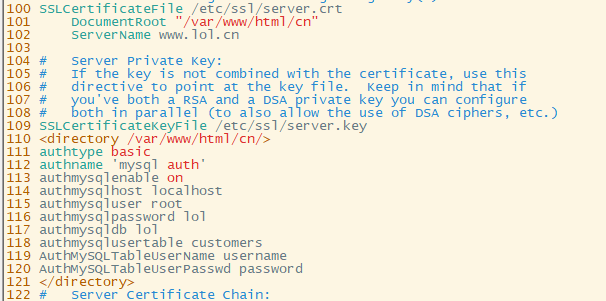 100 SSLCertificateFile /etc/ssl/server.crt
101     DocumentRoot "/var/www/html/cn"
102     ServerName www.lol.cn
103
104 #   Server Private Key:
105 #   If the key is not combined with the certificate, use this
106 #   directive to point at the key file.  Keep in mind that if
107 #   you've both a RSA and a DSA private key you can configure
108 #   both in parallel (to also allow the use of DSA ciphers, etc.)
109 SSLCertificateKeyFile /etc/ssl/server.key
110 <directory /var/www/html/cn/>
111 authtype basic
112 authname 'mysql auth'
113 authmysqlenable on
114 authmysqlhost localhost
115 authmysqluser root
116 authmysqlpassword lol
117 authmysqldb lol
118 authmysqlusertable customers
119 AuthMySQLTableUserName username
120 AuthMySQLTableUserPasswd password
121 </directory>
122 #   Server Certificate Chain: